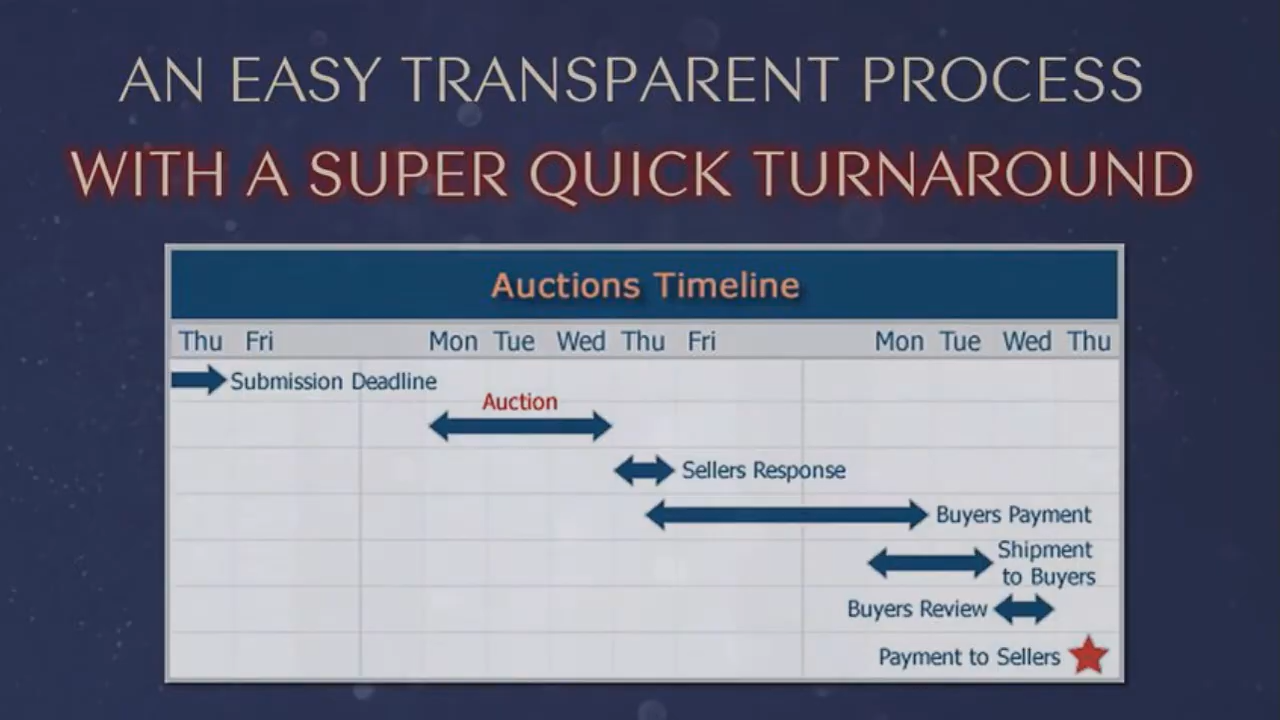 AN EASY TRANSPARENT PROCESS
WITH A SUPER QUICK TURNAROUND
Auctions Timeline
Thu Fri Mon Tue Wed Thu Fri Mon Tue Wed Thu
Submission Deadline
Auction
Sellers Response
Buyers Payment
Shipment
to Buyers
Buyers Review
Payment to Sellers